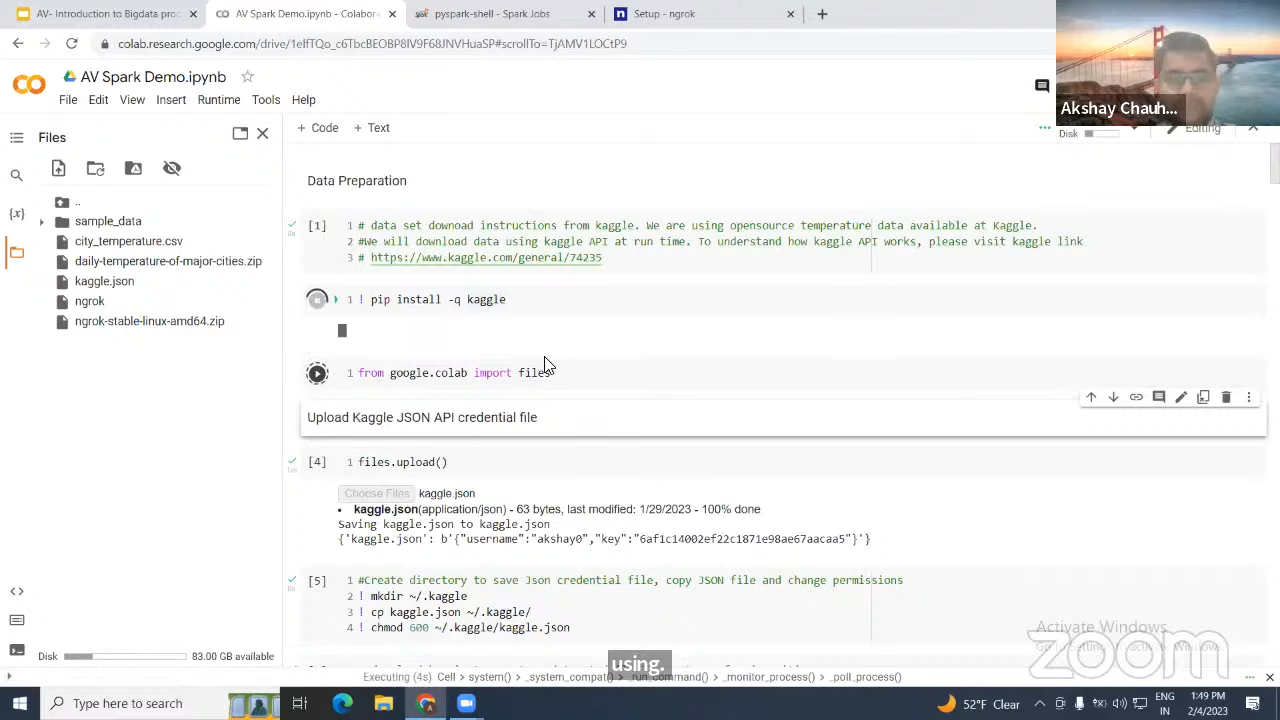 AV- Introduction to Bigdata proc
AV Spark Demo.ipynb - Colabora
pyspark-shell - Spark Jobs
Setup - ngrok
colab.research.google.com/drive/1eIfTQo_c6TbcBEOBP8IV9F68JNVHuaSP#scrollTo=TjAMV1LOCtP9
AV Spark Demo.ipynb
File Edit View Insert Runtime Tools Help
Akshay Chauh...
Files
+ Code + Text
Disk
Editing
..
sample_data
city_temperature.csv
daily-temperature-of-major-cities.zip
kaggle.json
ngrok
ngrok-stable-linux-amd64.zip
Data Preparation
[1] 1 # data set downoad instructions from kaggle. We are using opensource temperature data available at Kaggle.
2 #We will download data using kaggle API at run time. To understand how kaggle API works, please visit kaggle link
3 # https://www.kaggle.com/general/74235
1 ! pip install -q kaggle
1 from google.colab import files
Upload Kaggle JSON API credential file
[4] 1 files.upload()
Choose Files kaggle.json
• kaggle.json(application/json) - 63 bytes, last modified: 1/29/2023 - 100% done
Saving kaggle.json to kaggle.json
{'kaggle.json': b'{"username":"akshay0","key":"6af1c14002ef22c1871e98ae67aacaa5"}'}
[5] 1 #Create directory to save Json credential file, copy JSON file and change permissions
2 ! mkdir ~/.kaggle
3 ! cp kaggle.json ~/.kaggle/
4 ! chmod 600 ~/.kaggle/kaggle.json
Activate Windows
zoom
Disk 83.00 GB available
using.
Executing (4s) Cell > system() > _system_compat() > _run_command() > _monitor_process() > _poll_process()
Type here to search
52°F Clear
ENG
IN
1:49 PM
2/4/2023